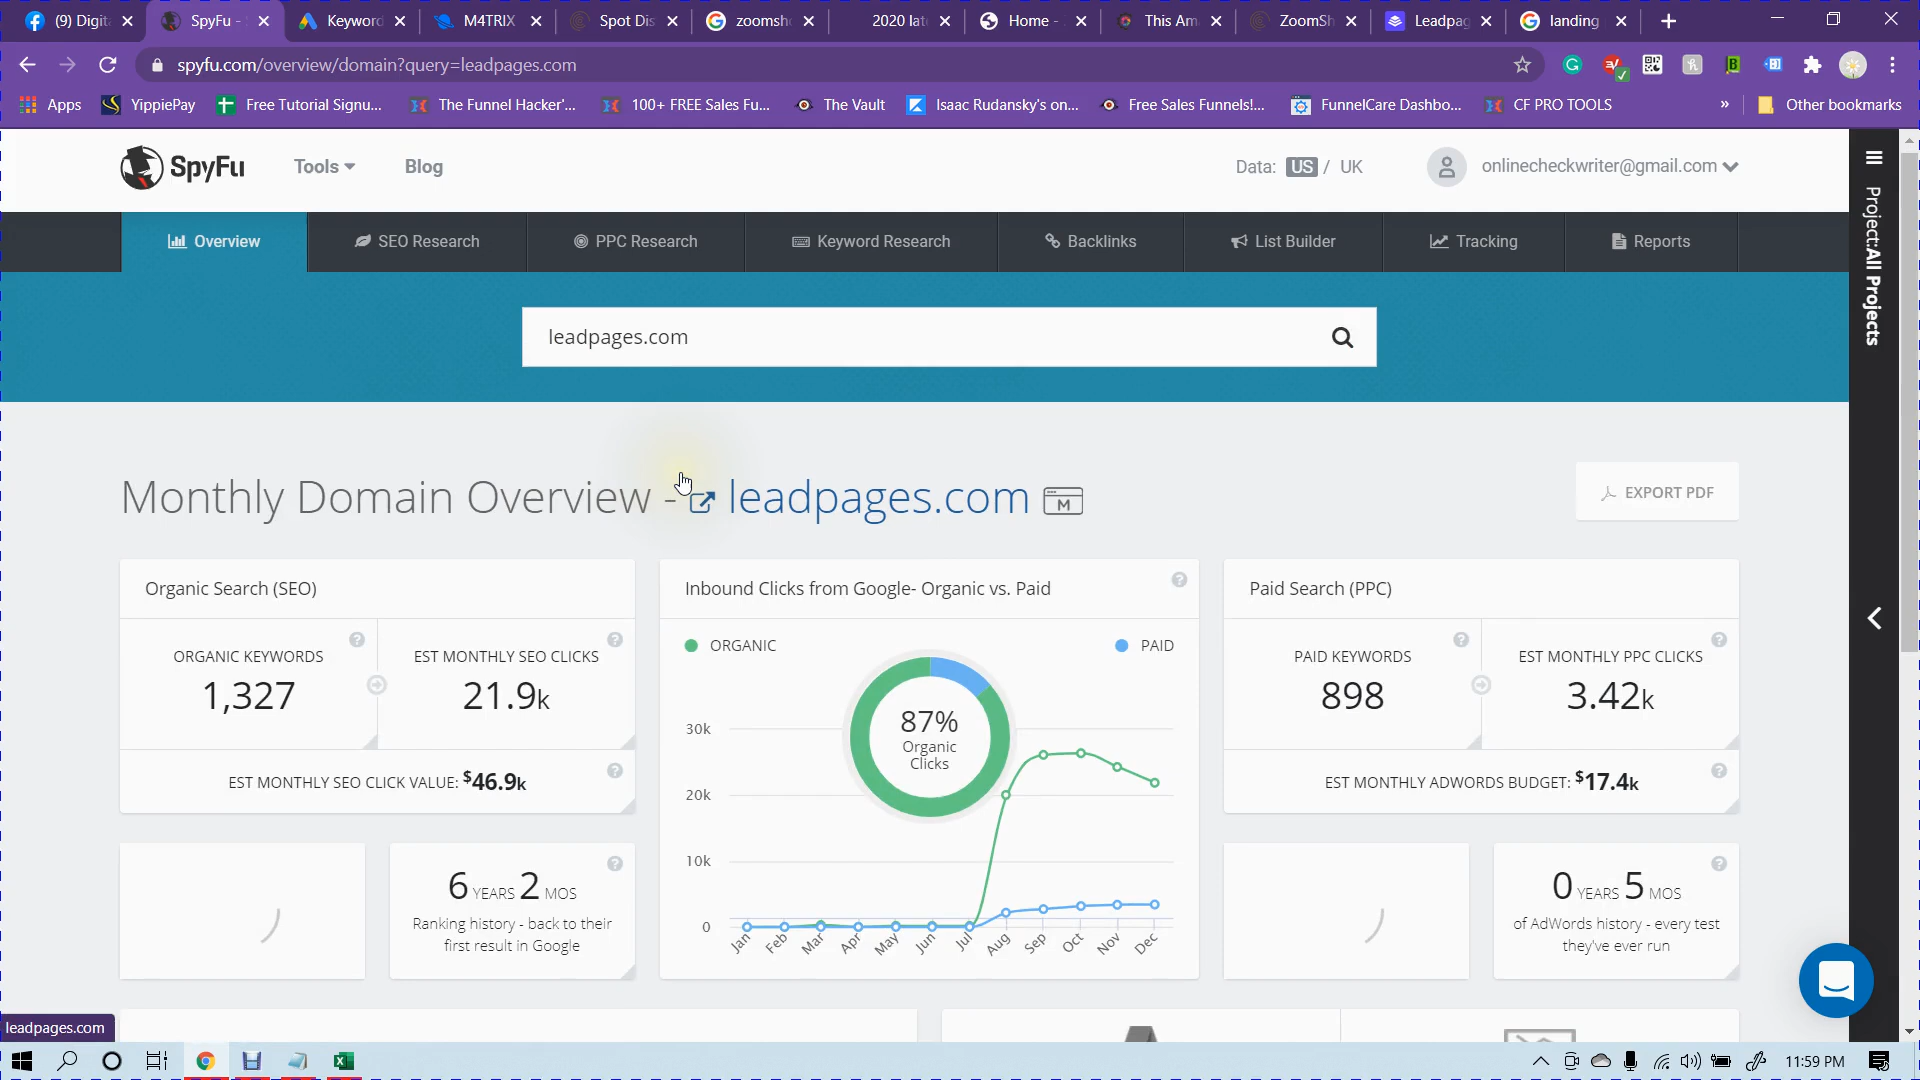 (9) Digita
SpyFu - S
Keyword
M4TRIX
Spot Dis
zoomsho
2020 late
Home -
This Am
ZoomSh
Leadpag
landing
spyfu.com/overview/domain?query=leadpages.com
Apps
YippiePay
Free Tutorial Signu...
The Funnel Hacker'...
100+ FREE Sales Fu...
The Vault
Isaac Rudansky's on...
Free Sales Funnels!...
FunnelCare Dashbo...
CF PRO TOOLS
»
Other bookmarks
SpyFu
Tools
Blog
Data: US / UK
onlinecheckwriter@gmail.com
Project:All Projects
Overview
SEO Research
PPC Research
Keyword Research
Backlinks
List Builder
Tracking
Reports
leadpages.com
Monthly Domain Overview - leadpages.com M
EXPORT PDF
Organic Search (SEO)
ORGANIC KEYWORDS
1,327
EST MONTHLY SEO CLICKS
21.9k
EST MONTHLY SEO CLICK VALUE: $46.9k
6 YEARS 2 MOS
Ranking history - back to their
first result in Google
Inbound Clicks from Google- Organic vs. Paid
ORGANIC
PAID
87%
Organic
Clicks
30k
20k
10k
0
Jan Feb Mar Apr May Jun Jul Aug Sep Oct Nov Dec
Paid Search (PPC)
PAID KEYWORDS
898
EST MONTHLY PPC CLICKS
3.42k
EST MONTHLY ADWORDS BUDGET: $17.4k
0 YEARS 5 MOS
of AdWords history - every test
they've ever run
leadpages.com
11:59 PM